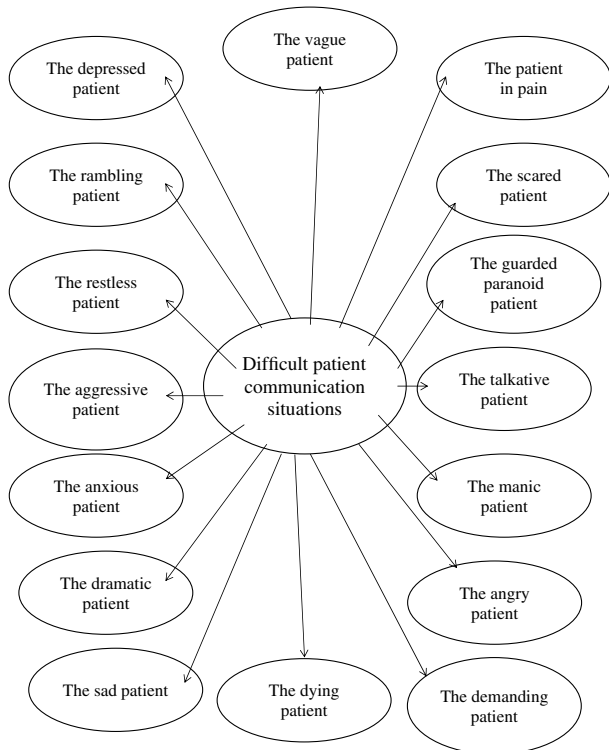 The vague
patient
The depressed
patient
The patient
in pain
The rambling
patient
The scared
patient
The restless
patient
The guarded
paranoid
patient
Difficult patient
communication
situations
The aggressive
patient
The talkative
patient
The anxious
patient
The manic
patient
The dramatic
patient
The angry
patient
The sad patient
The dying
patient
The demanding
patient